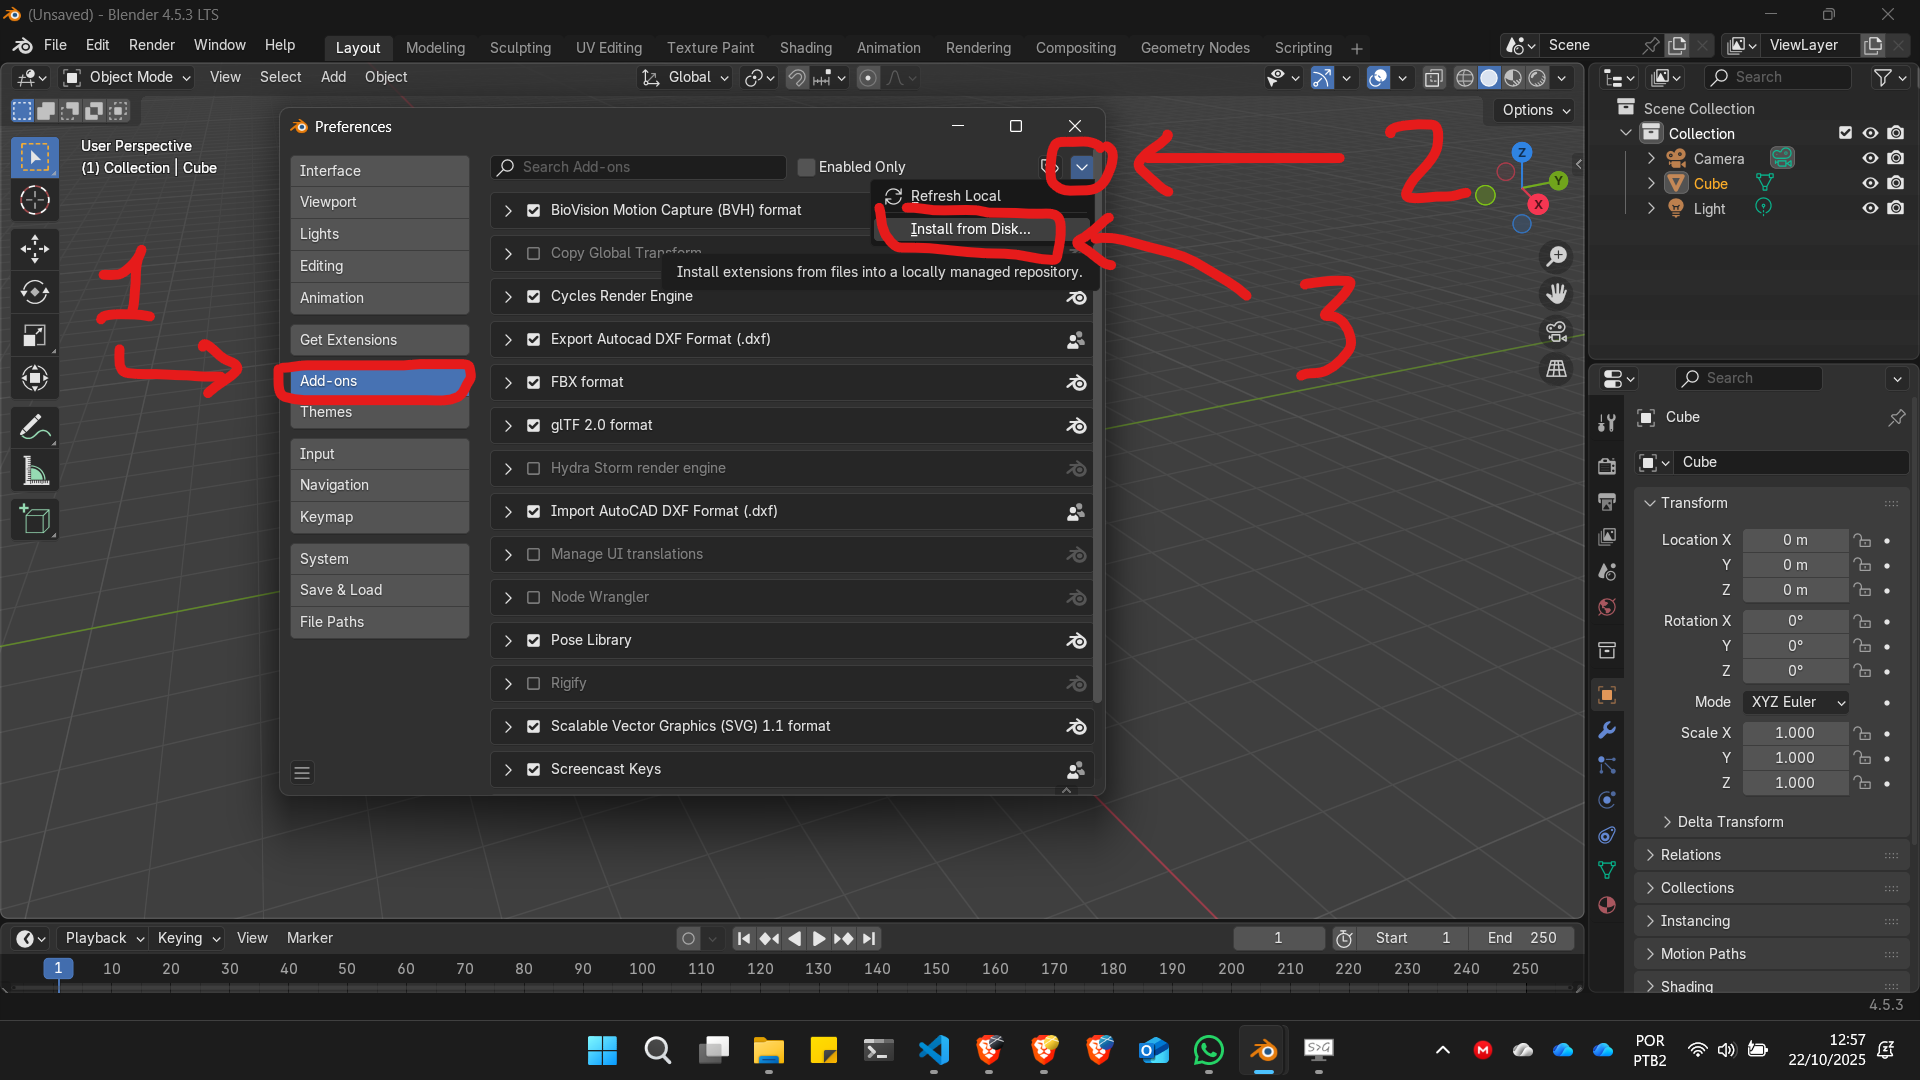 (Unsaved) - Blender 4.5.3 LTS
File Edit Render Window Help Layout Modeling Sculpting UV Editing Texture Paint Shading Animation Rendering Compositing Geometry Nodes Scripting + Scene ViewLayer
Object Mode View Select Add Object Global Search
Options
User Perspective
(1) Collection | Cube
Z
Y
X
Preferences
Interface
Viewport
Lights
Editing
Animation
Get Extensions
Add-ons
Themes
Input
Navigation
Keymap
System
Save & Load
File Paths
Search Add-ons Enabled Only
Refresh Local
Install from Disk...
Install extensions from files into a locally managed repository.
BioVision Motion Capture (BVH) format
Copy Global Transform
Cycles Render Engine
Export Autocad DXF Format (.dxf)
FBX format
glTF 2.0 format
Hydra Storm render engine
Import AutoCAD DXF Format (.dxf)
Manage UI translations
Node Wrangler
Pose Library
Rigify
Scalable Vector Graphics (SVG) 1.1 format
Screencast Keys
1
2
3
Scene Collection
Collection
Camera
Cube
Light
Search
Cube
Cube
Transform
Location X 0 m
Y 0 m
Z 0 m
Rotation X 0°
Y 0°
Z 0°
Mode XYZ Euler
Scale X 1.000
Y 1.000
Z 1.000
Delta Transform
Relations
Collections
Instancing
Motion Paths
Shading
Playback Keying View Marker 1 Start 1 End 250
1 10 20 30 40 50 60 70 80 90 100 110 120 130 140 150 160 170 180 190 200 210 220 230 240 250
4.5.3
S>G
M
POR
PTB2
12:57
22/10/2025